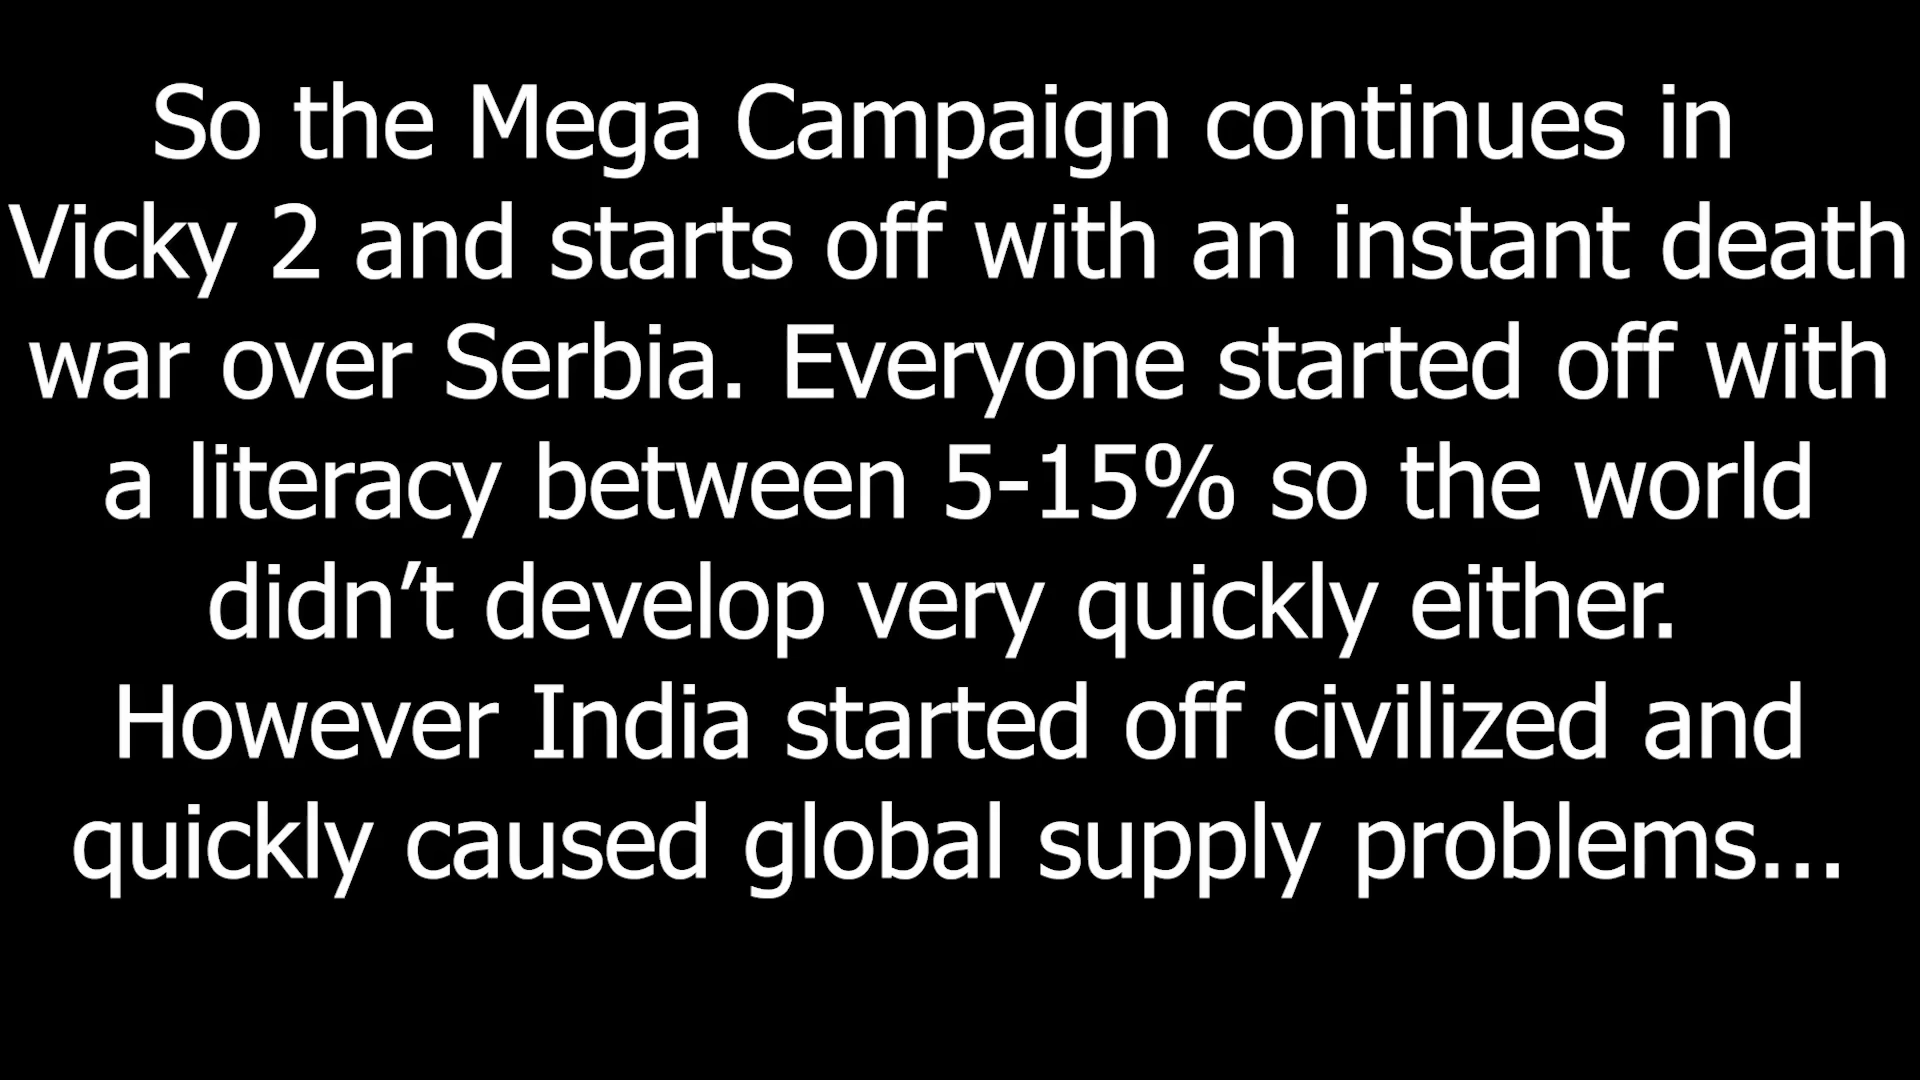 So the Mega Campaign continues in
Vicky 2 and starts off with an instant death
war over Serbia. Everyone started off with
a literacy between 5-15% so the world
didn’t develop very quickly either.
However India started off civilized and
quickly caused global supply problems...